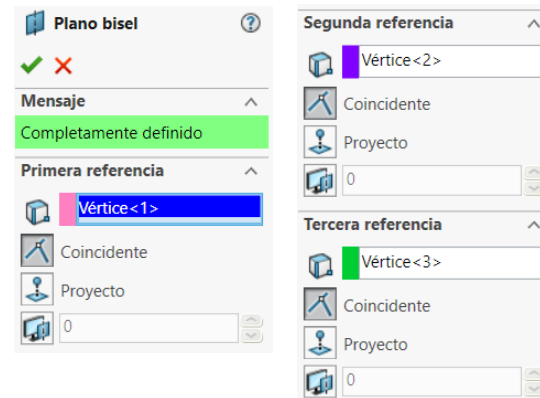 Plano bisel
Mensaje
Completamente definido
Primera referencia
Vértice<1>
Coincidente
Proyecto
0
Segunda referencia
Vértice<2>
Coincidente
Proyecto
0
Tercera referencia
Vértice<3>
Coincidente
Proyecto
0